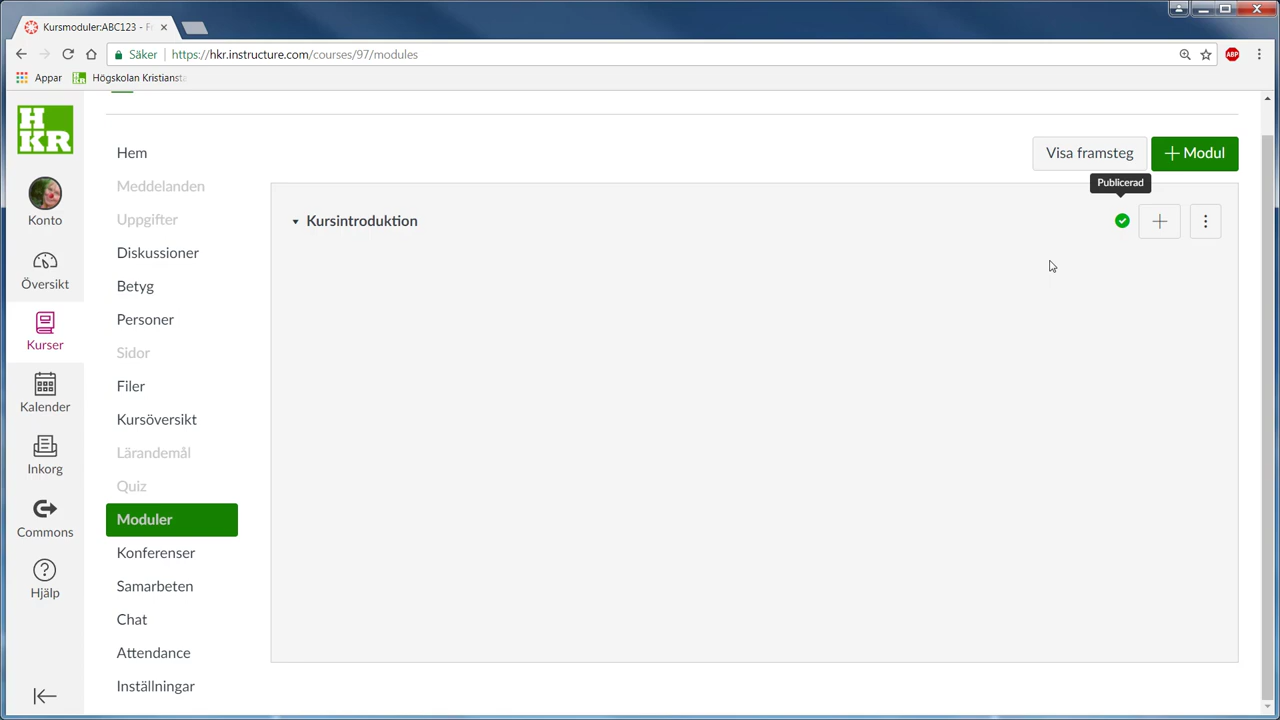 Kursmoduler:ABC123 - F
Säker
https://hkr.instructure.com/courses/97/modules
ABP
Appar
Högskolan Kristiansta
HKR
Konto
Översikt
Kurser
Kalender
Inkorg
Commons
Hjälp
Hem
Meddelanden
Uppgifter
Diskussioner
Betyg
Personer
Sidor
Filer
Kursöversikt
Lärandemål
Quiz
Moduler
Konferenser
Samarbeten
Chat
Attendance
Inställningar
Visa framsteg
+ Modul
Publicerad
Kursintroduktion